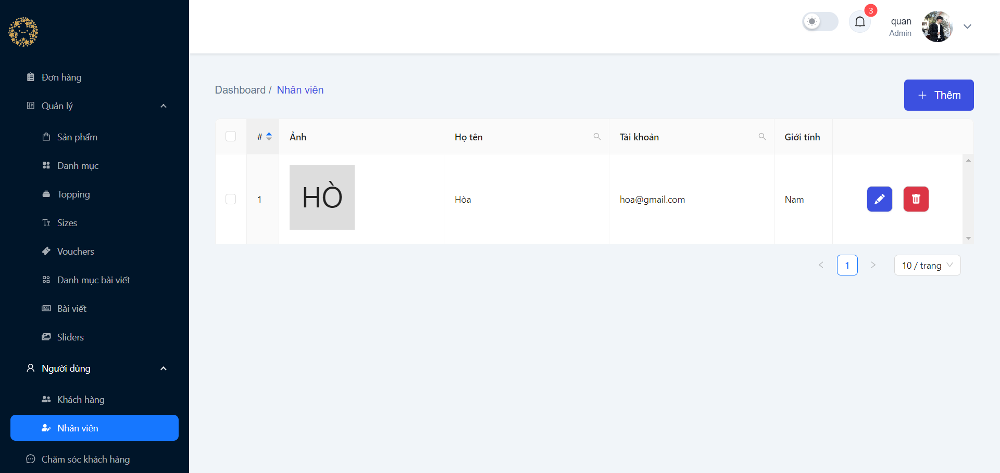 3
quan
Admin
Đơn hàng
Quản lý
Sản phẩm
Danh mục
Topping
Sizes
Vouchers
Danh mục bài viết
Bài viết
Sliders
Người dùng
Khách hàng
Nhân viên
Chăm sóc khách hàng
Dashboard / Nhân viên
Thêm
# Ảnh Họ tên Tài khoản Giới tính
1 HÒ Hòa hoa@gmail.com Nam
1 10 / trang